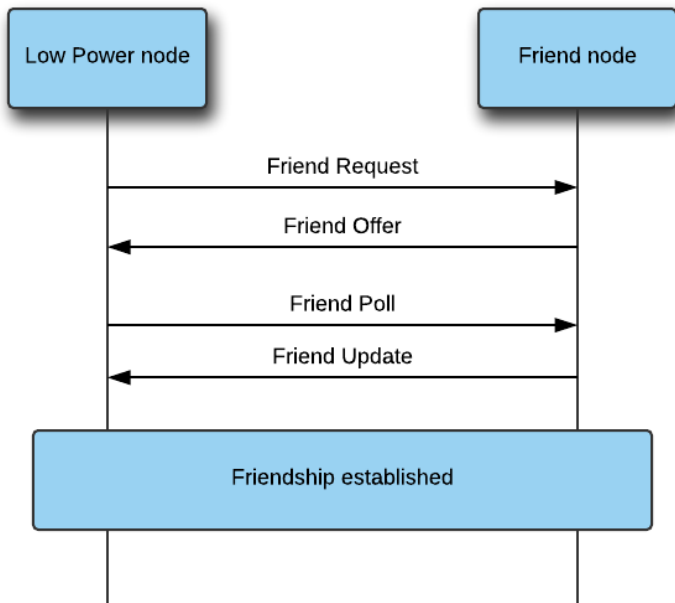 Low Power node
Friend node
Friend Request
Friend Offer
Friend Poll
Friend Update
Friendship established